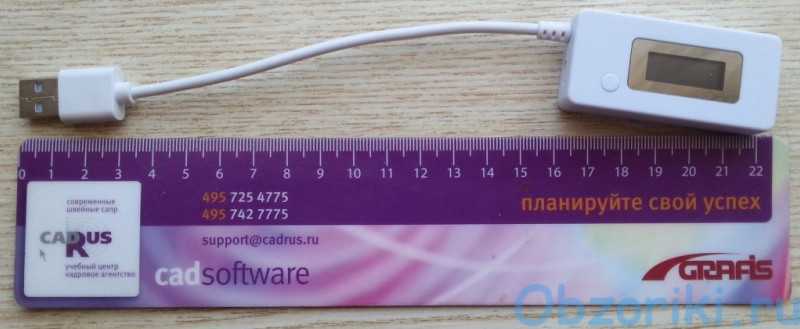 0 1 2 3 4 5 6 7 8 9 10 11 12 13 14 15 16 17 18 19 20 21 22
современные
швейные сапр
CADRUS
учебный центр
кадровое агентство
495 725 4775
495 742 7775
support@cadrus.ru
cadsoftware
планируйте свой успех
GRAFIS
Obzoriki.ru